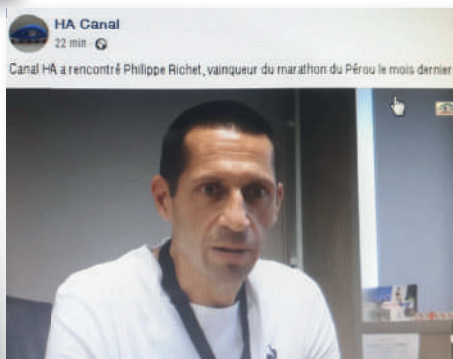 HA Canal
22 min
Canal HA a rencontré Philippe Richet, vainqueur du marathon du Pérou le mois dernier